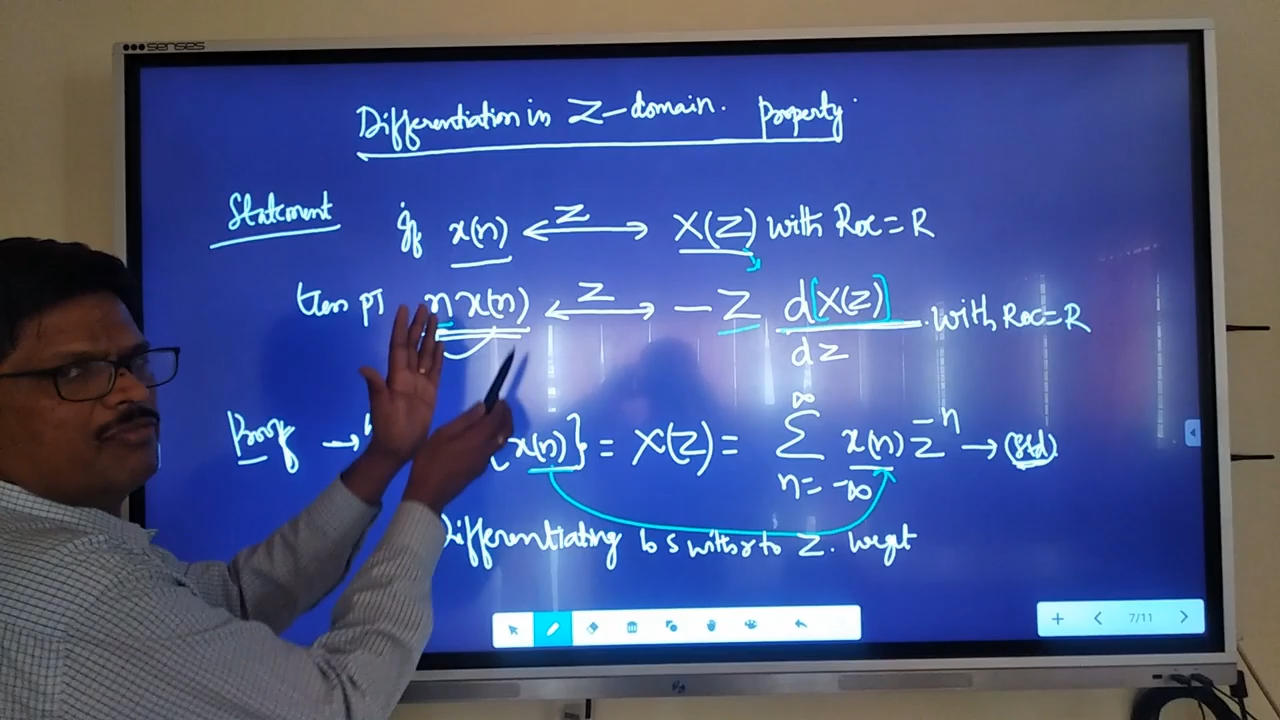 senses
Differentiation in Z-domain. Property.
Statement if x(n) ←Z→ X(Z) with Roc = R
then PT n x(n) ←Z→ -Z d[X(Z)]/dZ . with Roc = R
Proof → {x(n)} = X(Z) = ∞ Σ n = -∞ x(n) Z^-n → (Std).
Differentiating b s with r to Z. we get
7/11